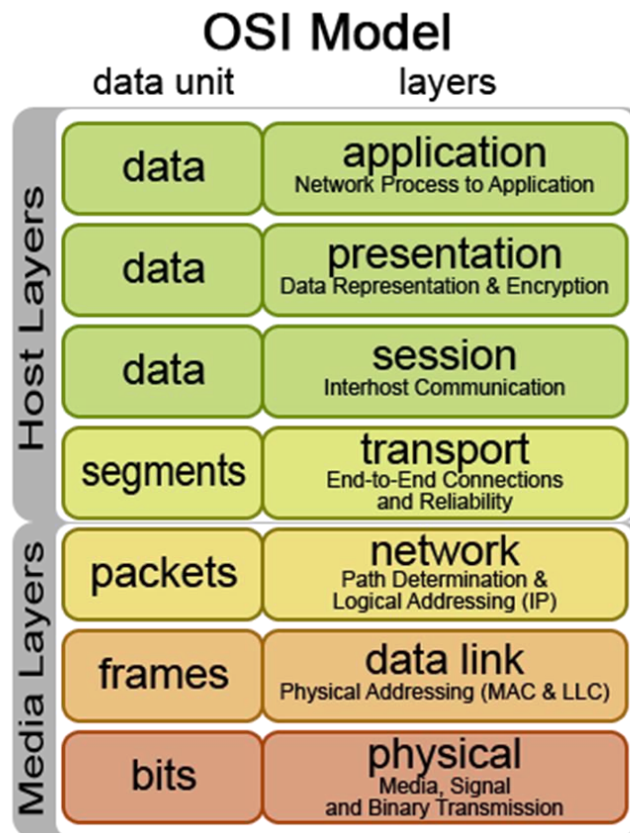 OSI Model
data unit layers
Host Layers
data application
Network Process to Application
data presentation
Data Representation & Encryption
data session
Interhost Communication
segments transport
End-to-End Connections
and Reliability
Media Layers
packets network
Path Determination &
Logical Addressing (IP)
frames data link
Physical Addressing (MAC & LLC)
bits physical
Media, Signal
and Binary Transmission